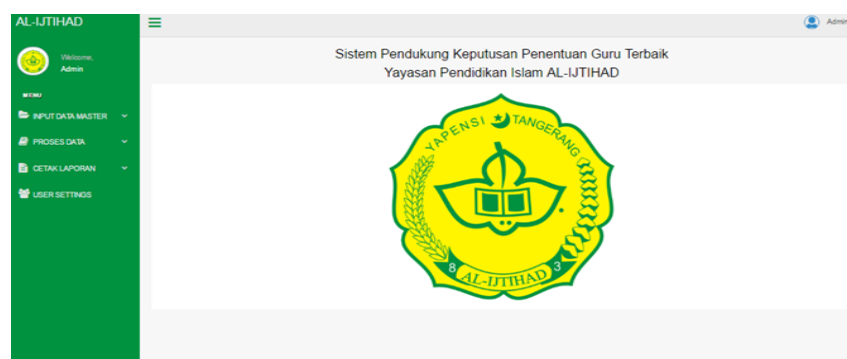 AL-IJTIHAD
Admin
Welcome,
Admin
MENU
INPUT DATA MASTER
PROSES DATA
CETAK LAPORAN
USER SETTINGS
Sistem Pendukung Keputusan Penentuan Guru Terbaik
Yayasan Pendidikan Islam AL-IJTIHAD
YAPENSI TANGERANG
8 AL-IJTIHAD 3